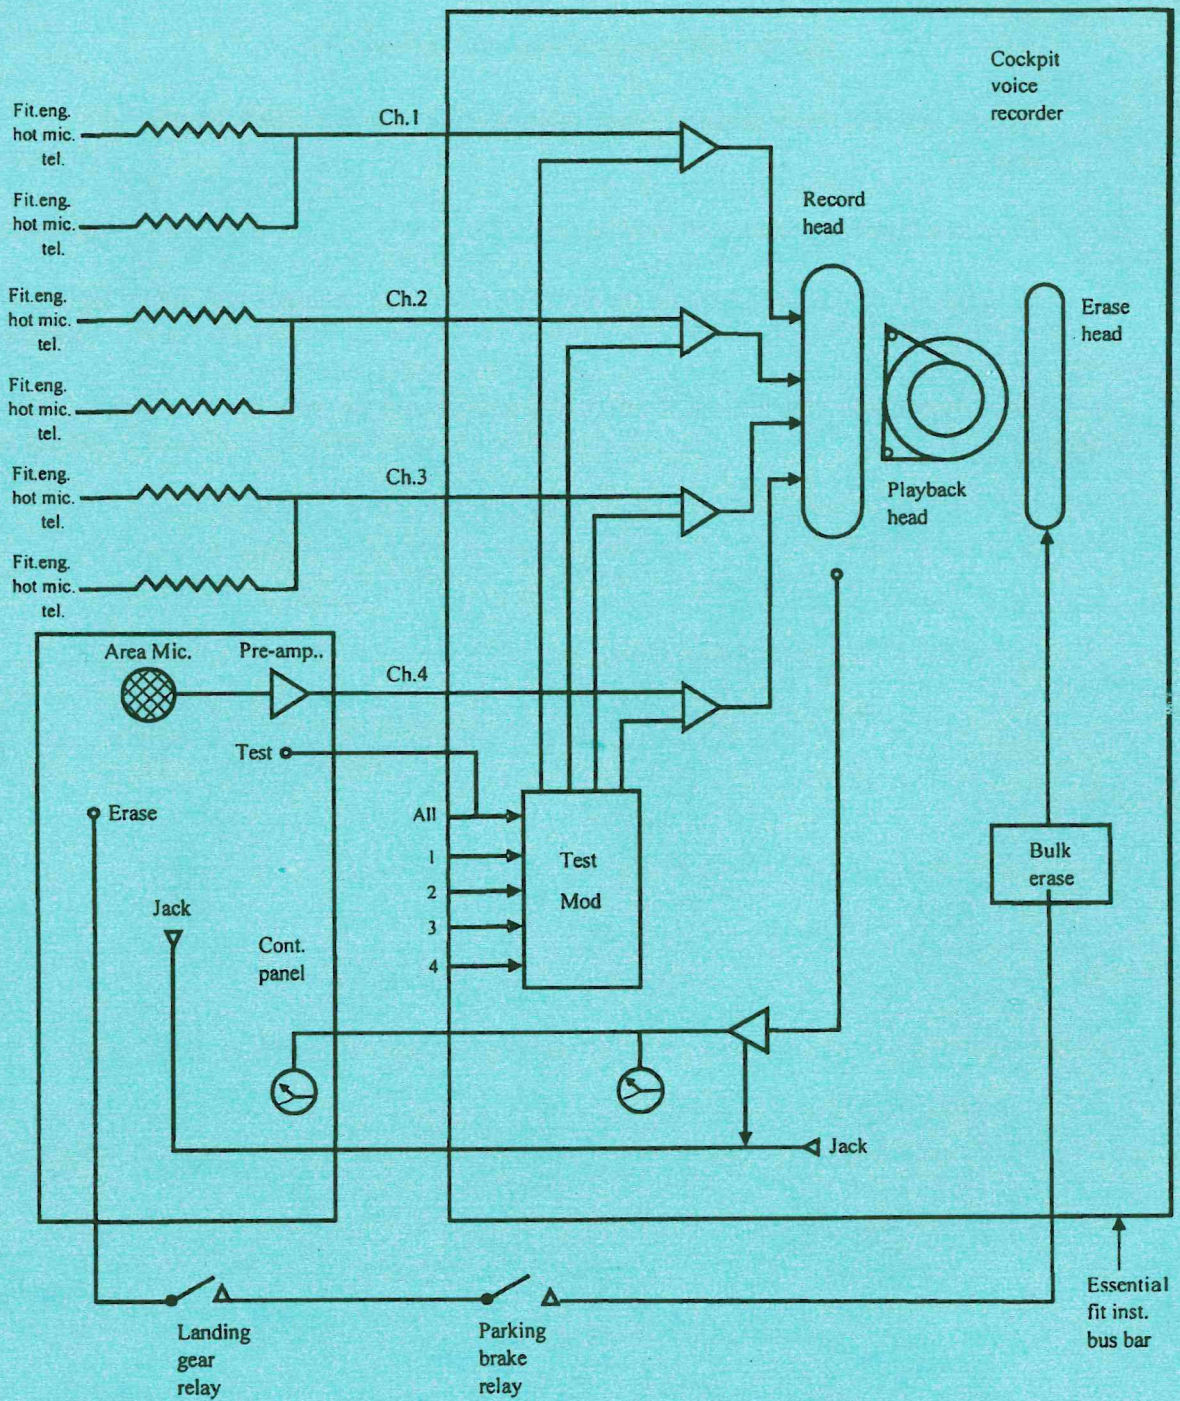 Cockpit
voice
recorder
Fit.eng.
hot mic.
tel.
Ch.1
Fit.eng.
hot mic.
tel.
Record
head
Fit.eng.
hot mic.
tel.
Ch.2
Erase
head
Fit.eng.
hot mic.
tel.
Fit.eng.
hot mic.
tel.
Ch.3
Playback
head
Fit.eng.
hot mic.
tel.
Area Mic.
Pre-amp..
Ch.4
Test
Erase
All
1
2
3
4
Test
Mod
Bulk
erase
Jack
Cont.
panel
Jack
Essential
fit inst.
bus bar
Landing
gear
relay
Parking
brake
relay